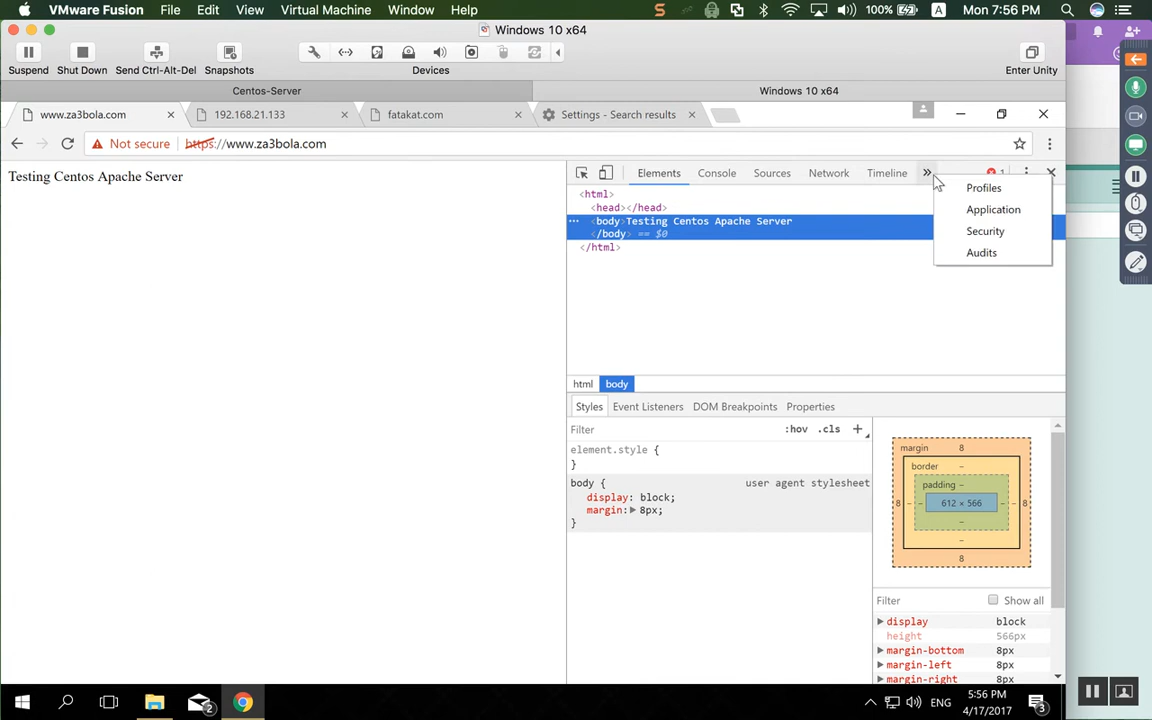 VMware Fusion File Edit View Virtual Machine Window Help 100% A Mon 7:56 PM
Windows 10 x64
Suspend Shut Down Send Ctrl-Alt-Del Snapshots Devices Enter Unity
Centos-Server Windows 10 x64
www.za3bola.com 192.168.21.133 fatakat.com Settings - Search results
Not secure https://www.za3bola.com
Testing Centos Apache Server
Elements Console Sources Network Timeline » 1
Profiles
Application
Security
Audits
<html>
<head></head>
... <body>Testing Centos Apache Server
</body> == $0
</html>
html body
Styles Event Listeners DOM Breakpoints Properties
Filter :hov .cls +
element.style {
}
body { user agent stylesheet
display: block;
margin: 8px;
}
margin 8
border –
padding –
8 – – 612 × 566 – – 8
–
–
8
Filter Show all
display block
height 566px
margin-bottom 8px
margin-left 8px
margin-right 8px
2 ENG 5:56 PM
4/17/2017 3